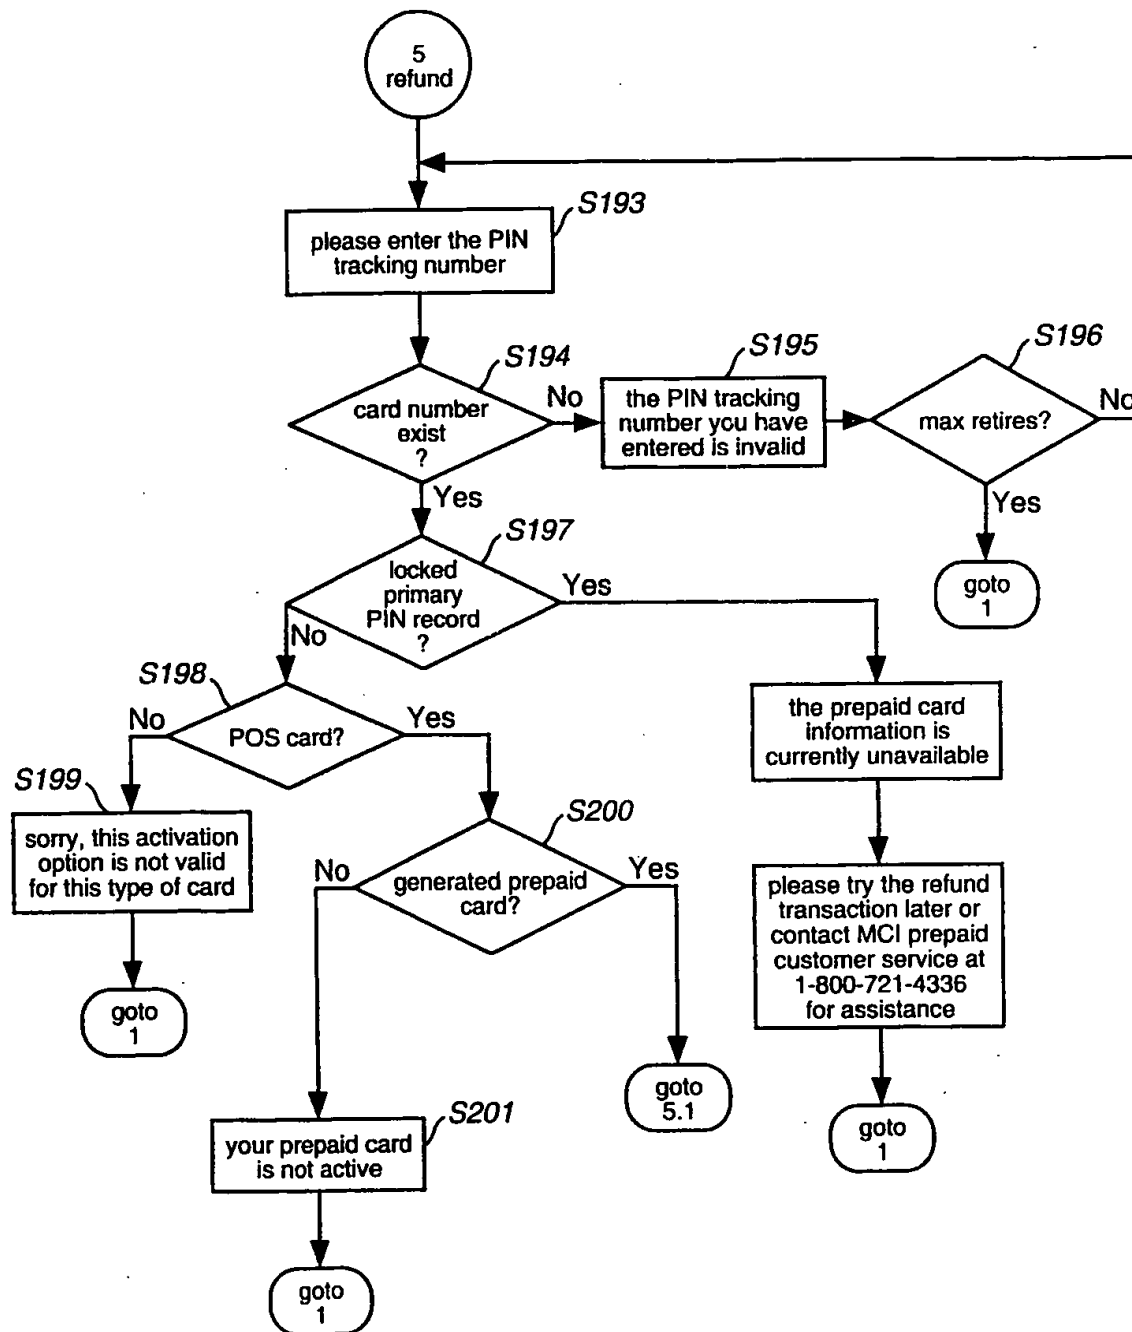 5
refund
S193
please enter the PIN
tracking number
S194
card number
exist
?
No
Yes
S195
the PIN tracking
number you have
entered is invalid
S196
max retires?
No
Yes
goto
1
S197
locked
primary
PIN record
?
Yes
No
S198
POS card?
No
Yes
the prepaid card
information is
currently unavailable
S199
sorry, this activation
option is not valid
for this type of card
goto
1
S200
generated prepaid
card?
No
Yes
please try the refund
transaction later or
contact MCI prepaid
customer service at
1-800-721-4336
for assistance
goto
5.1
goto
1
S201
your prepaid card
is not active
goto
1